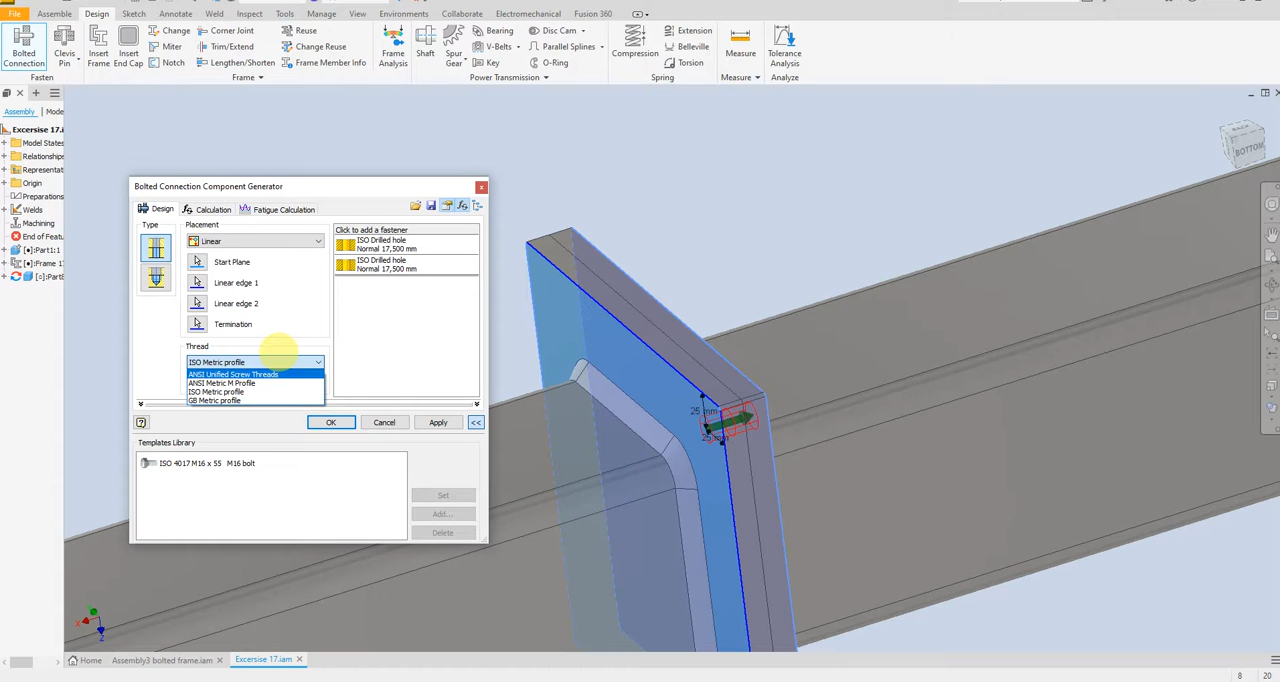 File Assemble Design Sketch Annotate Weld Inspect Tools Manage View Environments Collaborate Electromechanical Fusion 360
Bolted Connection
Clevis Pin
Fasten
Insert Frame
Insert End Cap
Change
Miter
Notch
Corner Joint
Trim/Extend
Lengthen/Shorten
Reuse
Change Reuse
Frame Member Info
Frame
Frame Analysis
Shaft
Spur Gear
Bearing
V-Belts
Key
Disc Cam
Parallel Splines
O-Ring
Power Transmission
Compression
Extension
Belleville
Torsion
Spring
Measure
Measure
Tolerance Analysis
Analyze
Assembly Mode
Excersise 17.i
Model States
Relationships
Representat
Origin
Preparations
Welds
Machining
End of Featu
Part1:1
Frame 1
Part
Bolted Connection Component Generator
Design Calculation Fatigue Calculation
Type
Placement
Linear
Start Plane
Linear edge 1
Linear edge 2
Termination
Thread
ISO Metric profile
ANSI Unified Screw Threads
ANSI Metric M Profile
ISO Metric profile
GB Metric profile
Click to add a fastener
ISO Drilled hole
Normal 17,500 mm
ISO Drilled hole
Normal 17,500 mm
OK Cancel Apply <<
Templates Library
ISO 4017 M16 x 55 M16 bolt
Set
Add...
Delete
25 mm
25 mm
BACK
BOTTOM
X
Z
Home Assembly3 bolted frame.iam Excersise 17.iam
8 20